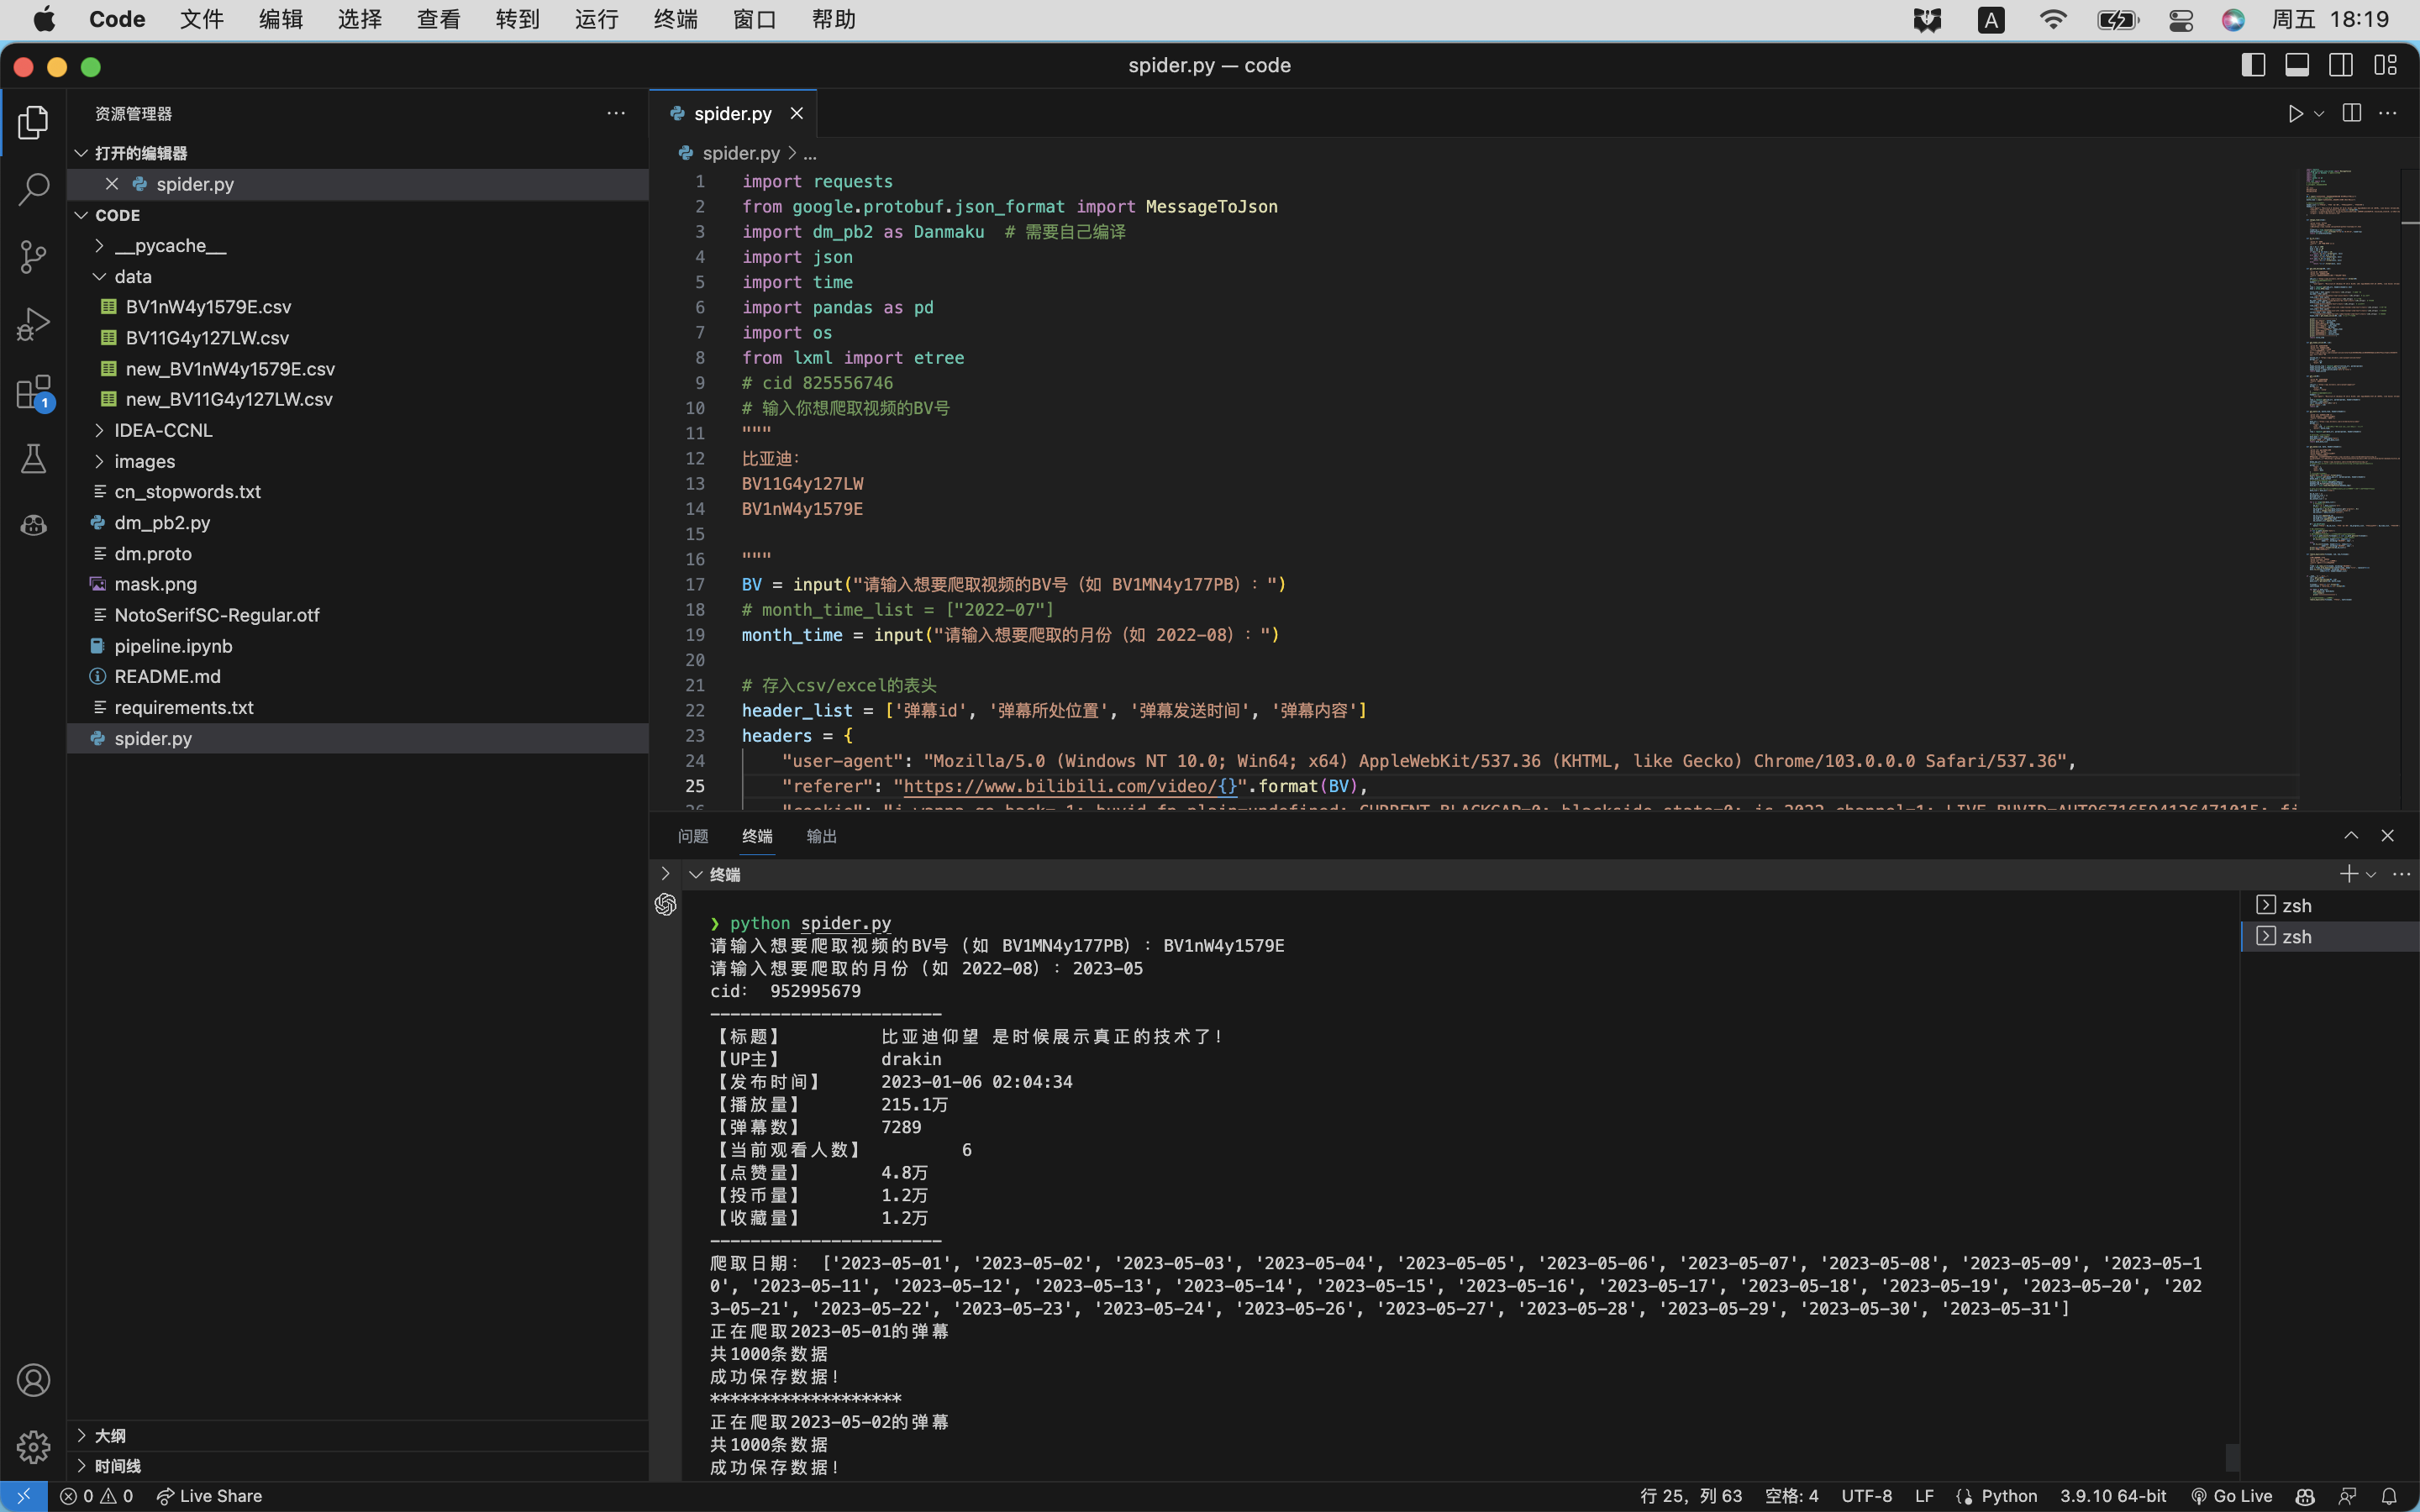 Code 文件 编辑 选择 查看 转到 运行 终端 窗口 帮助 A 周五 18:19
spider.py — code
资源管理器
打开的编辑器
spider.py
CODE
__pycache__
data
BV1nW4y1579E.csv
BV11G4y127LW.csv
new_BV1nW4y1579E.csv
new_BV11G4y127LW.csv
IDEA-CCNL
images
cn_stopwords.txt
dm_pb2.py
dm.proto
mask.png
NotoSerifSC-Regular.otf
pipeline.ipynb
README.md
requirements.txt
spider.py
大纲
时间线
1
spider.py
spider.py > ...
1 import requests
2 from google.protobuf.json_format import MessageToJson
3 import dm_pb2 as Danmaku # 需要自己编译
4 import json
5 import time
6 import pandas as pd
7 import os
8 from lxml import etree
9 # cid 825556746
10 # 输入你想爬取视频的BV号
11 """
12 比亚迪：
13 BV11G4y127LW
14 BV1nW4y1579E
15
16 """
17 BV = input("请输入想要爬取视频的BV号（如 BV1MN4y177PB）：")
18 # month_time_list = ["2022-07"]
19 month_time = input("请输入想要爬取的月份（如 2022-08）：")
20
21 # 存入csv/excel的表头
22 header_list = ['弹幕id', '弹幕所处位置', '弹幕发送时间', '弹幕内容']
23 headers = {
24 "user-agent": "Mozilla/5.0 (Windows NT 10.0; Win64; x64) AppleWebKit/537.36 (KHTML, like Gecko) Chrome/103.0.0.0 Safari/537.36",
25 "referer": "https://www.bilibili.com/video/{}".format(BV),
问题 终端 输出
终端
zsh
zsh
❯ python spider.py
请输入想要爬取视频的BV号（如 BV1MN4y177PB）：BV1nW4y1579E
请输入想要爬取的月份（如 2022-08）：2023-05
cid： 952995679
-----------------------
【标题】 比亚迪仰望 是时候展示真正的技术了！
【UP主】 drakin
【发布时间】 2023-01-06 02:04:34
【播放量】 215.1万
【弹幕数】 7289
【当前观看人数】 6
【点赞量】 4.8万
【投币量】 1.2万
【收藏量】 1.2万
-----------------------
爬取日期： ['2023-05-01', '2023-05-02', '2023-05-03', '2023-05-04', '2023-05-05', '2023-05-06', '2023-05-07', '2023-05-08', '2023-05-09', '2023-05-1
0', '2023-05-11', '2023-05-12', '2023-05-13', '2023-05-14', '2023-05-15', '2023-05-16', '2023-05-17', '2023-05-18', '2023-05-19', '2023-05-20', '202
3-05-21', '2023-05-22', '2023-05-23', '2023-05-24', '2023-05-26', '2023-05-27', '2023-05-28', '2023-05-29', '2023-05-30', '2023-05-31']
正在爬取2023-05-01的弹幕
共1000条数据
成功保存数据！
*******************
正在爬取2023-05-02的弹幕
共1000条数据
成功保存数据！
0 0 Live Share 行 25，列 63 空格: 4 UTF-8 LF Python 3.9.10 64-bit Go Live